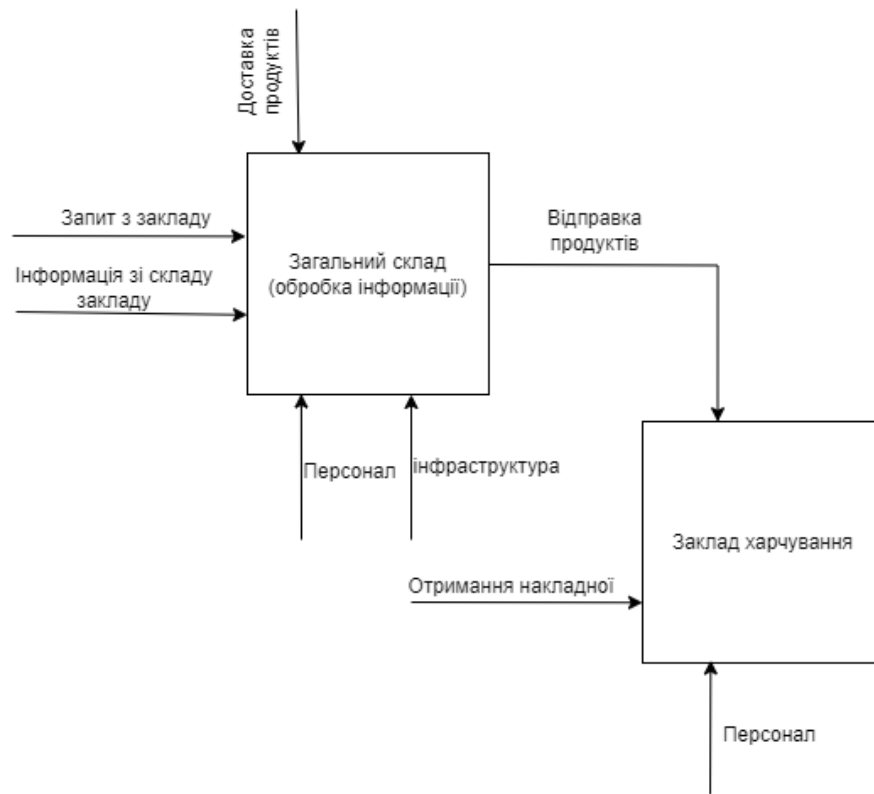 Доставка
продуктів
Запит з закладу
Інформація зі складу
закладу
Загальний склад
(обробка інформації)
Відправка
продуктів
Персонал
інфраструктура
Заклад харчування
Отримання накладної
Персонал